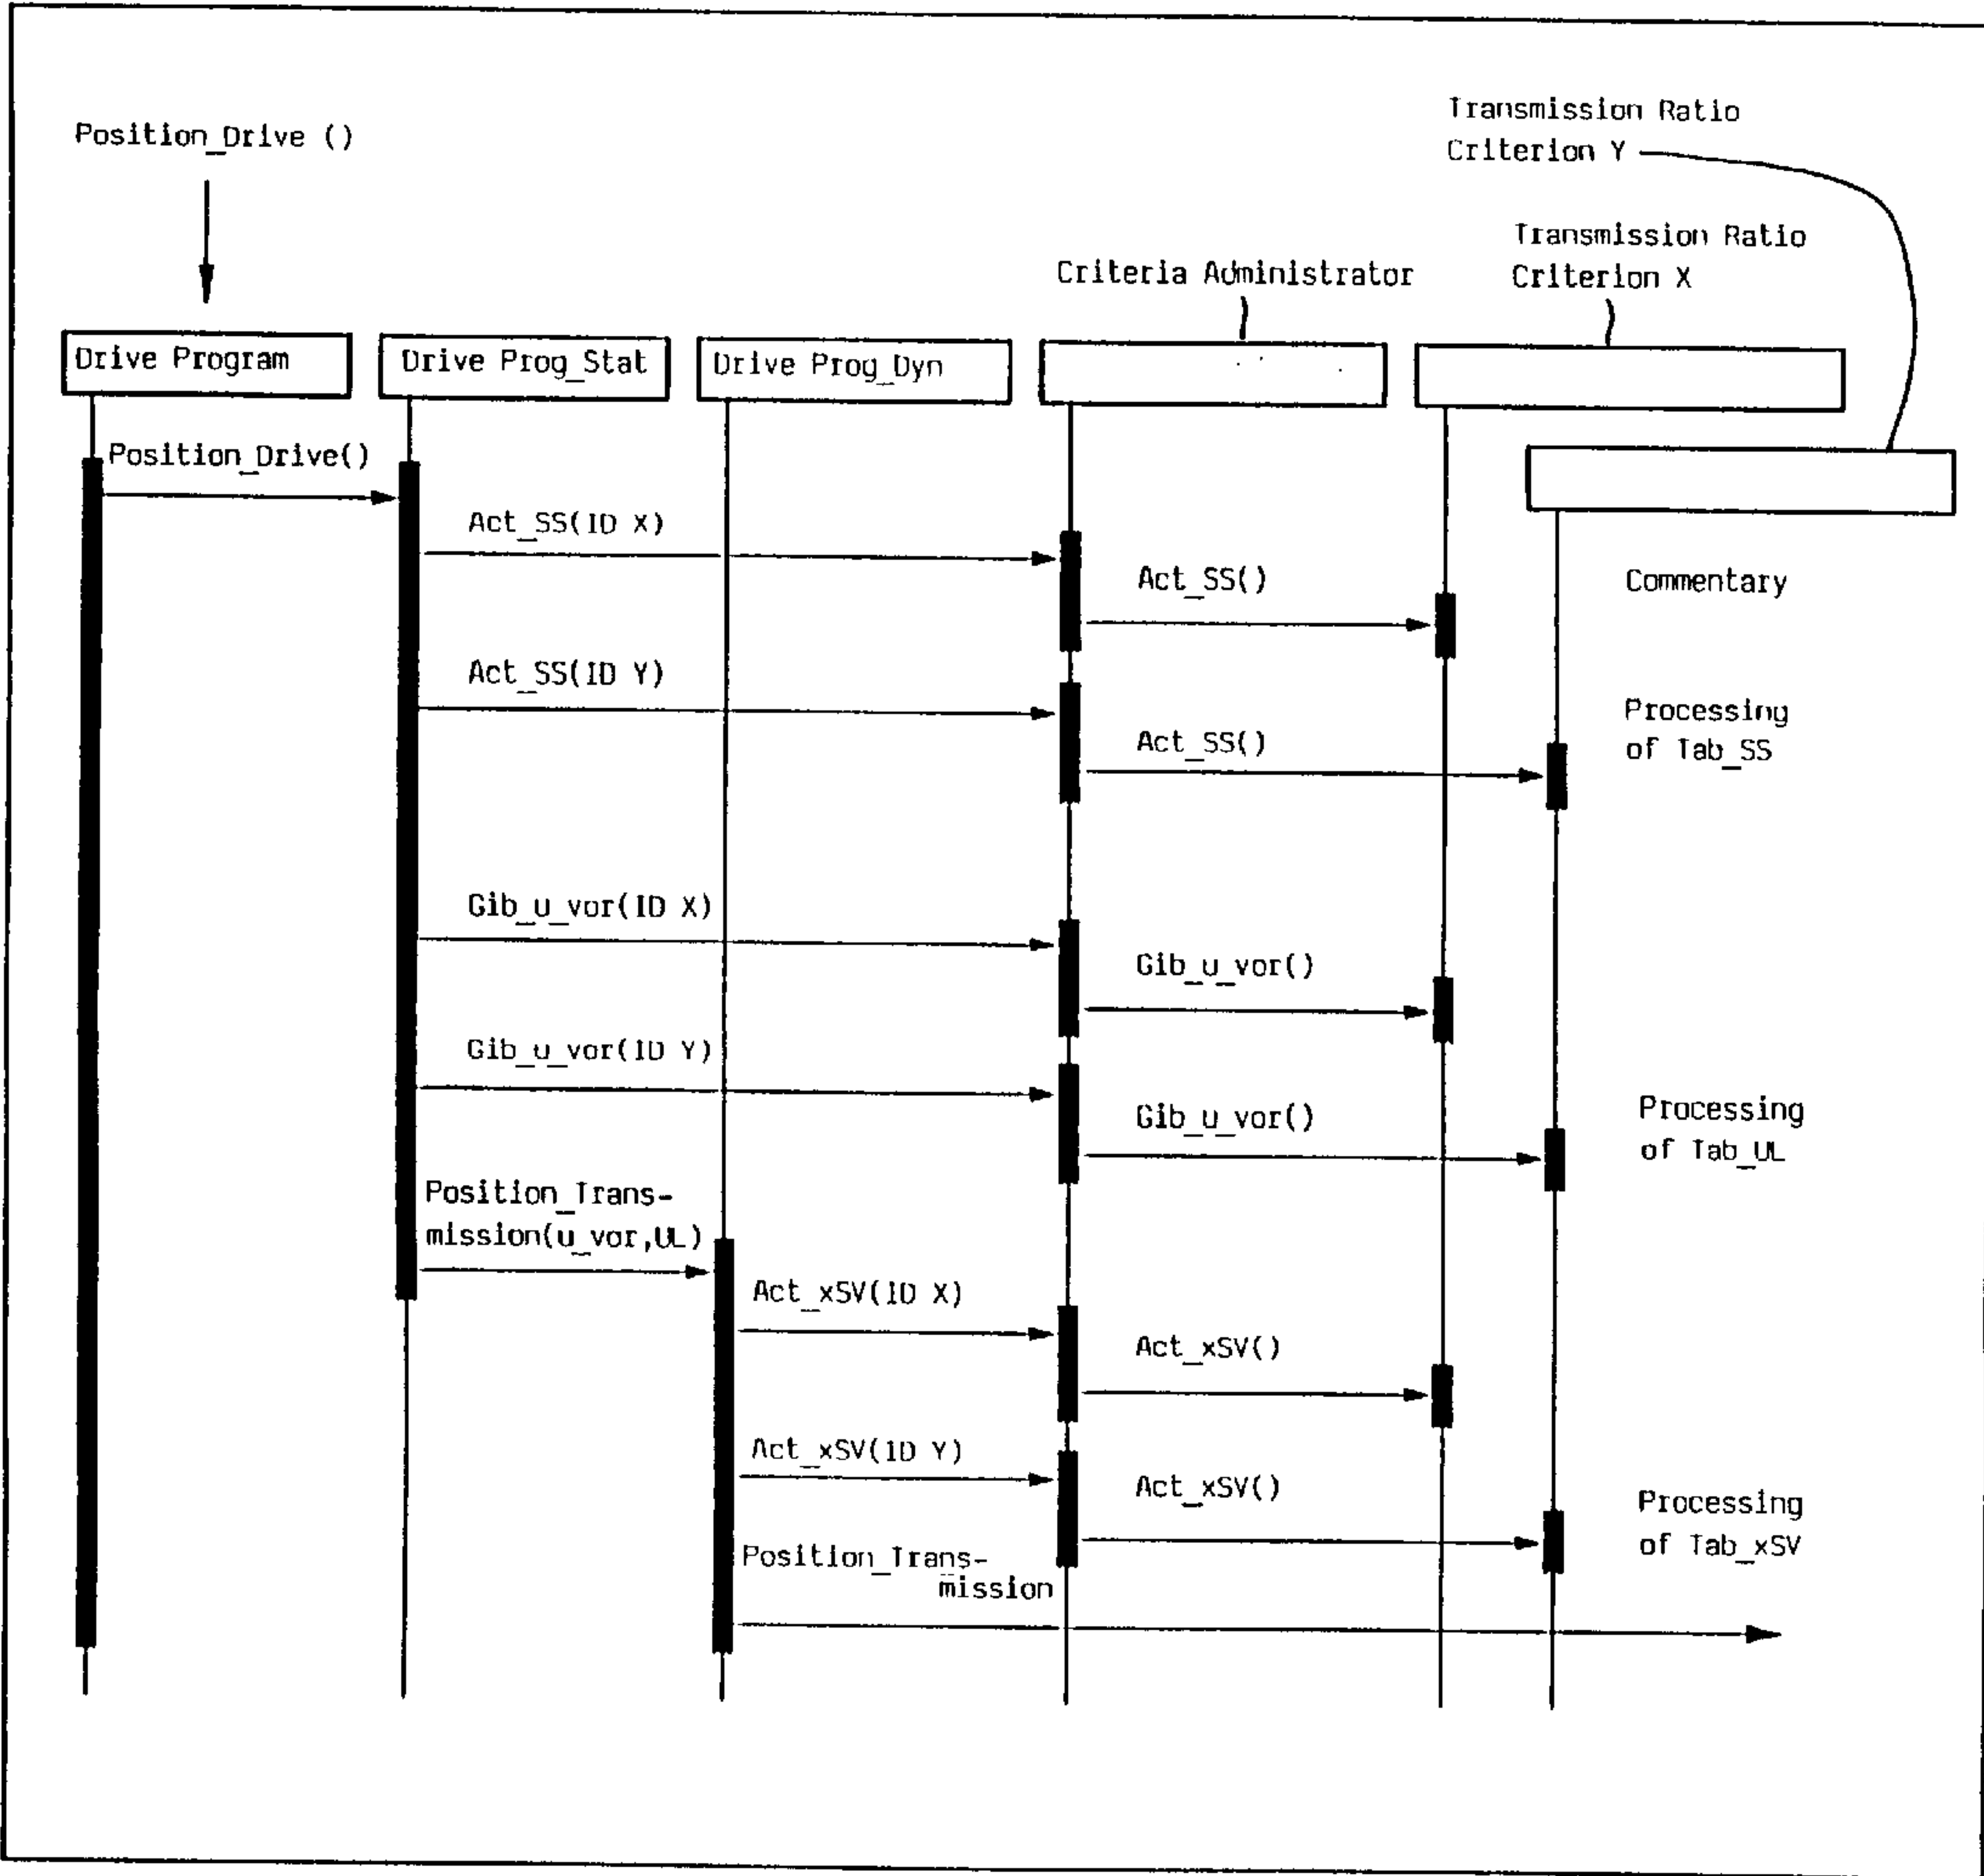 Transmission Ratio
Criterion Y
Position_Drive ()
Transmission Ratio
Criterion X
Criteria Administrator
Drive Program
Drive Prog_Stat
Drive Prog_Dyn
Position_Drive()
Act_SS(ID X)
Act_SS()
Commentary
Act_SS(ID Y)
Processing
of Tab_SS
Act_SS()
Gib_u_vor(ID X)
Gib_u_vor()
Gib_u_vor(ID Y)
Gib_u_vor()
Processing
of Tab_UL
Position_Trans-
mission(u_vor,UL)
Act_xSV(ID X)
Act_xSV()
Act_xSV(ID Y)
Act_xSV()
Processing
of Tab_xSV
Position_Trans-
mission